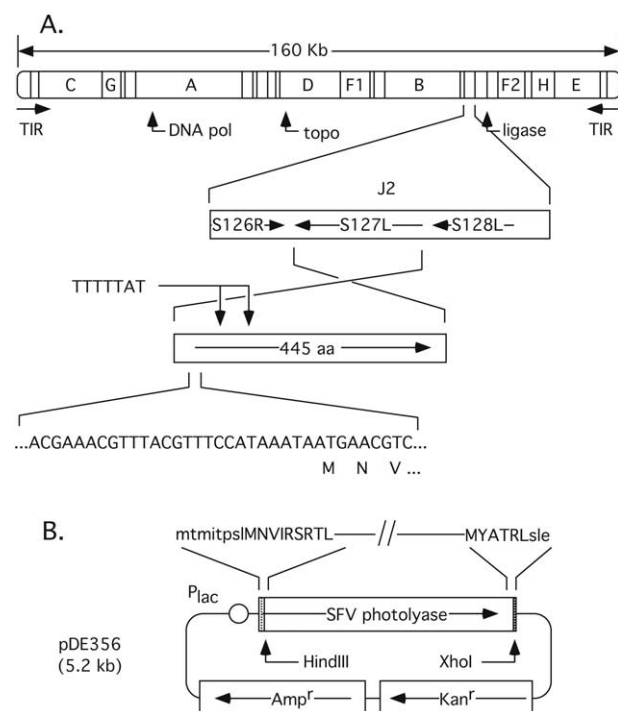 A.
160 Kb
C G A D F1 B F2 H E
TIR DNA pol topo ligase TIR
J2
S126R S127L S128L
TTTTTAT
445 aa
...ACGAAACGTTTACGTTTCCATAAATAATGAACGTC...
M N V ...
B.
mtmitpslMNVIRSRTL // MYATRLsle
Plac
SFV photolyase
pDE356
(5.2 kb)
HindIII XhoI
Ampr Kanr